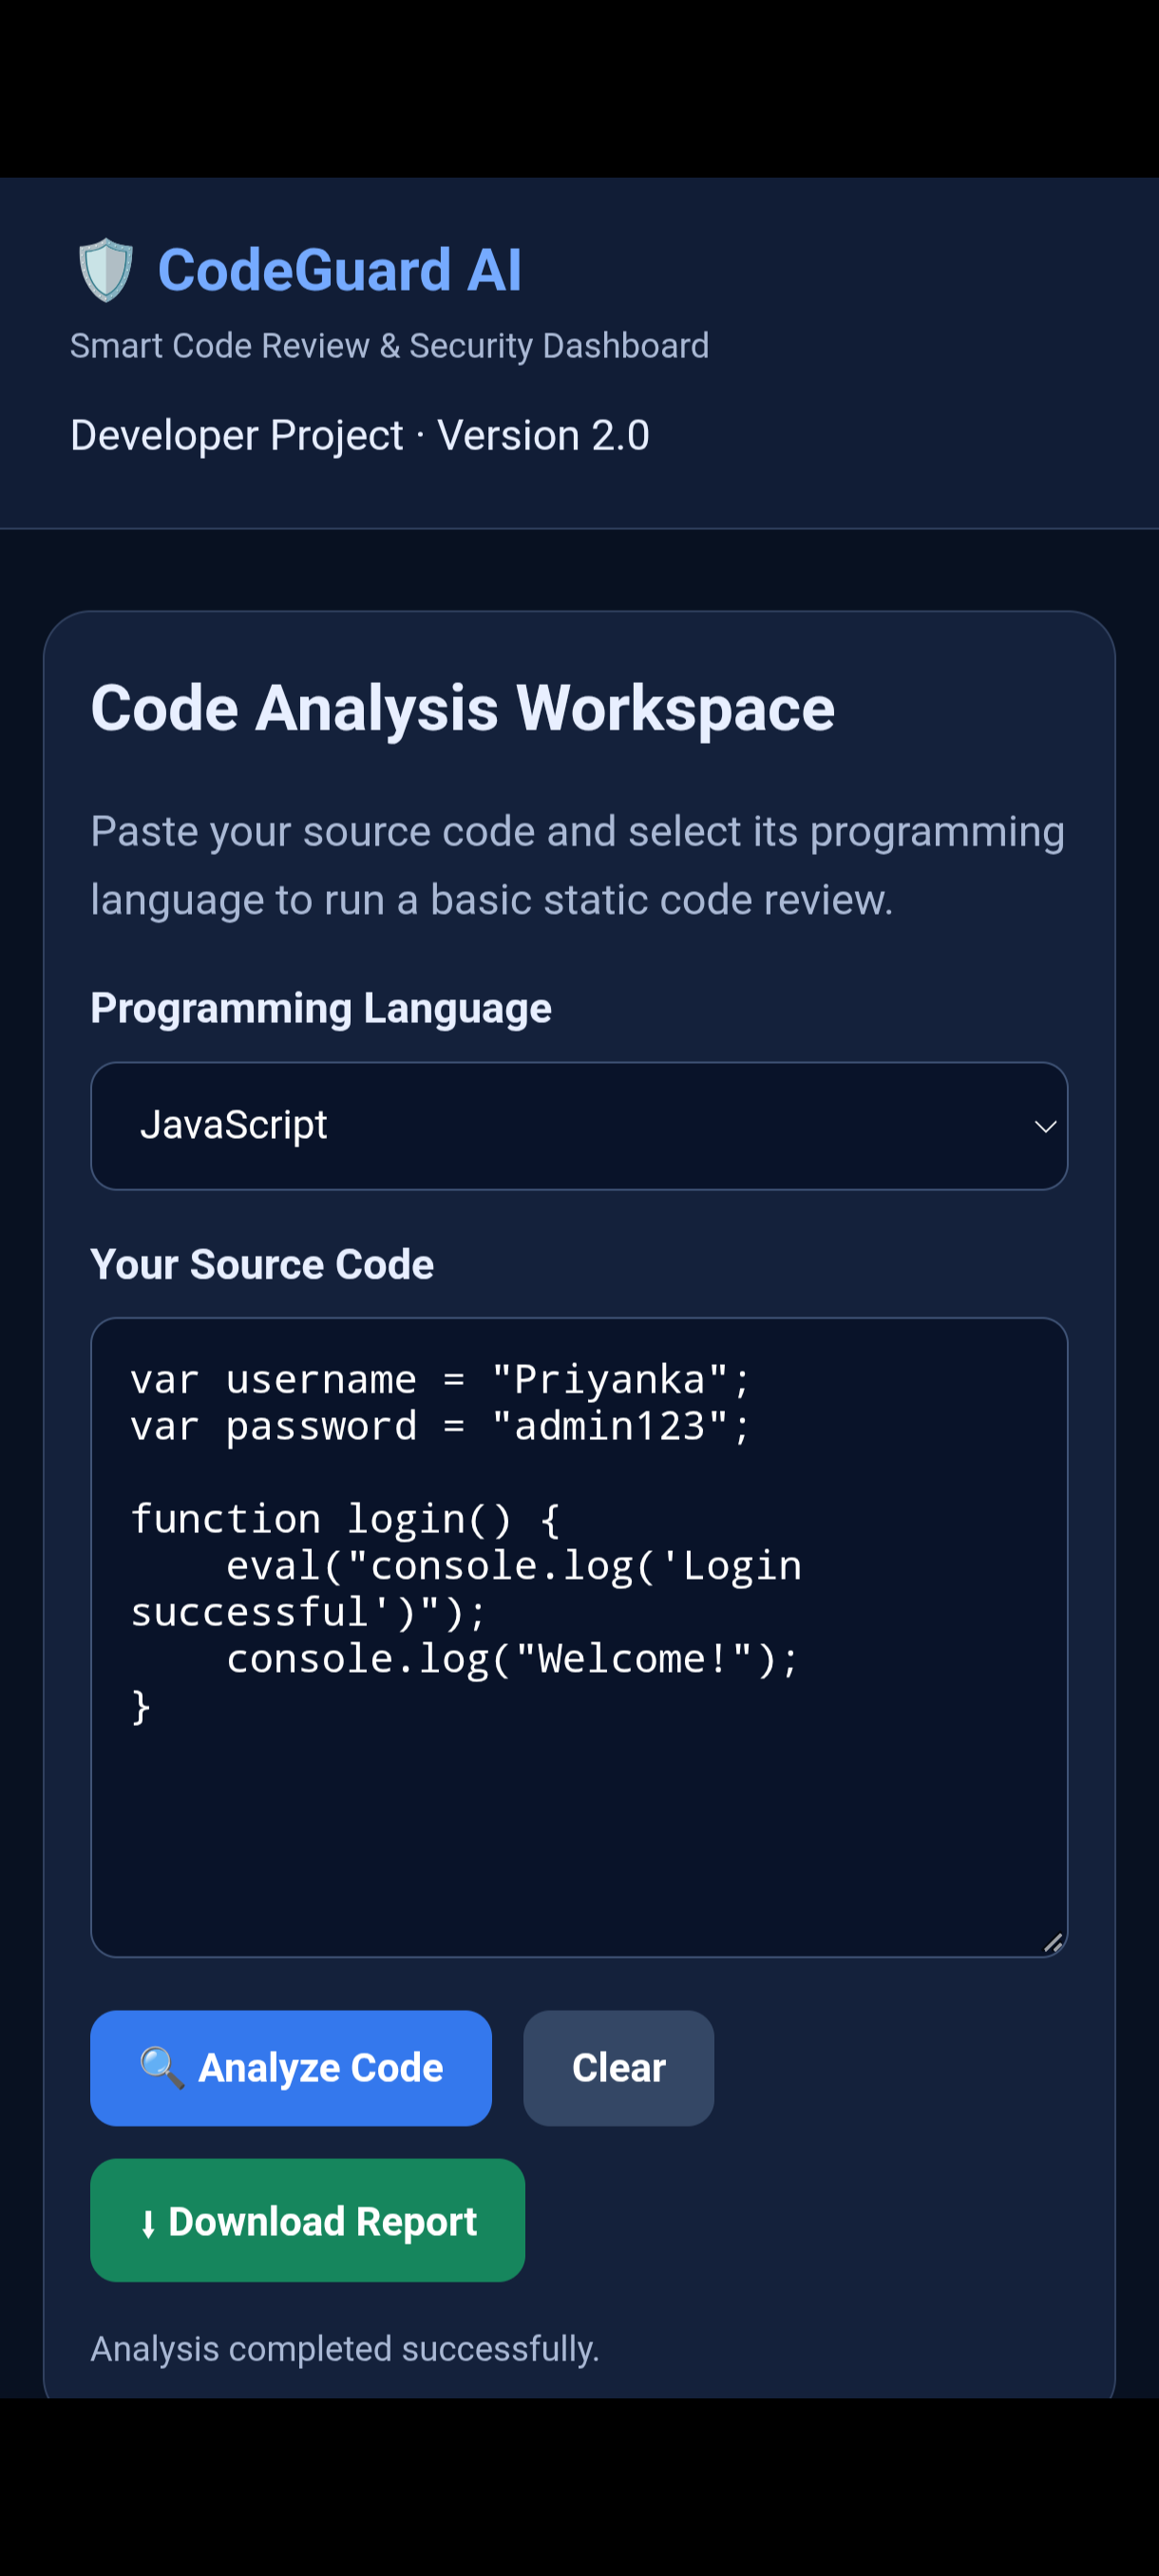 🛡️ CodeGuard AI
Smart Code Review & Security Dashboard
Developer Project · Version 2.0
Code Analysis Workspace
Paste your source code and select its programming
language to run a basic static code review.
Programming Language
JavaScript
Your Source Code
var username = "Priyanka";
var password = "admin123";
function login() {
    eval("console.log('Login
successful')");
    console.log("Welcome!");
}
🔍 Analyze Code
Clear
⬇ Download Report
Analysis completed successfully.